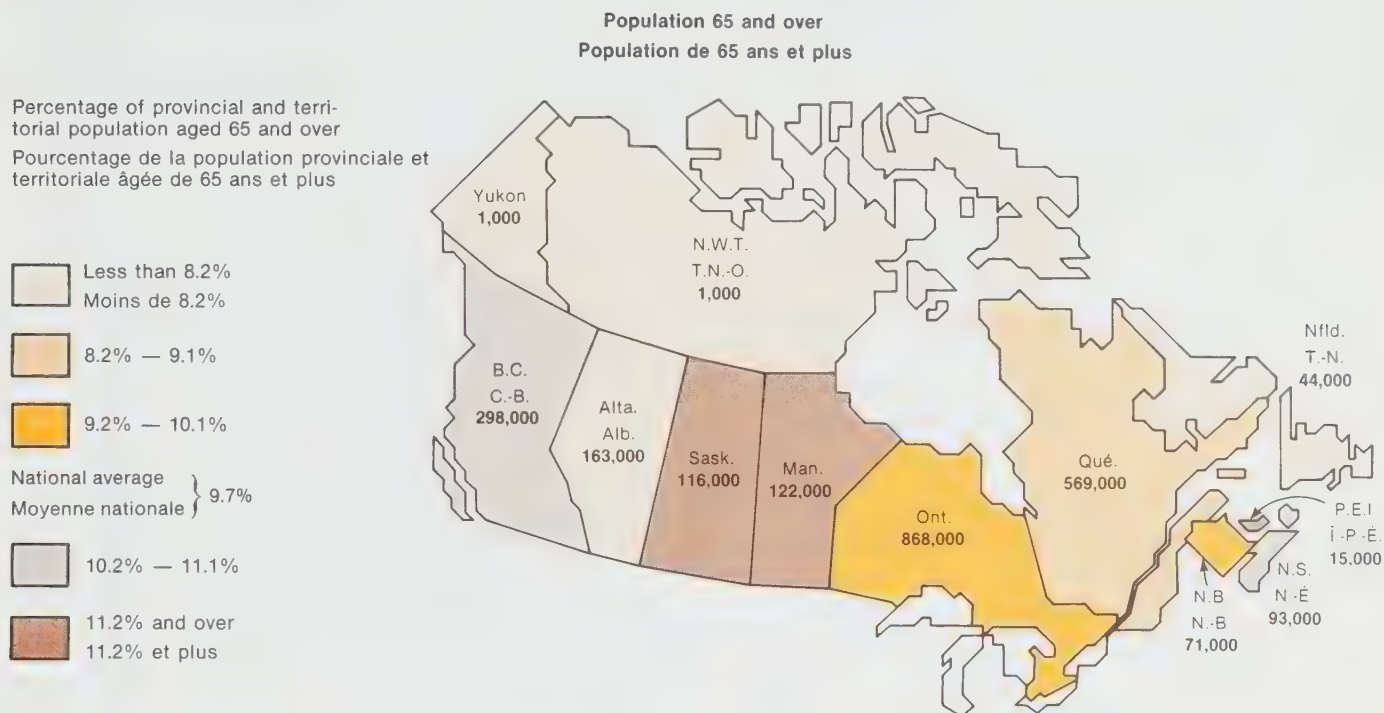 Population 65 and over
Population de 65 ans et plus
Percentage of provincial and terri-
torial population aged 65 and over
Pourcentage de la population provinciale et
territoriale âgée de 65 ans et plus
Less than 8.2%
Moins de 8.2%
8.2% — 9.1%
9.2% — 10.1%
National average
Moyenne nationale } 9.7%
10.2% — 11.1%
11.2% and over
11.2% et plus
Yukon
1,000
N.W.T.
T.N.-O.
1,000
B.C.
C.-B.
298,000
Alta.
Alb.
163,000
Sask.
116,000
Man.
122,000
Ont.
868,000
Qué.
569,000
Nfld.
T.-N.
44,000
P.E.I
Î -P -É.
15,000
N.S.
N -É
93,000
N.B
N.-B
71,000